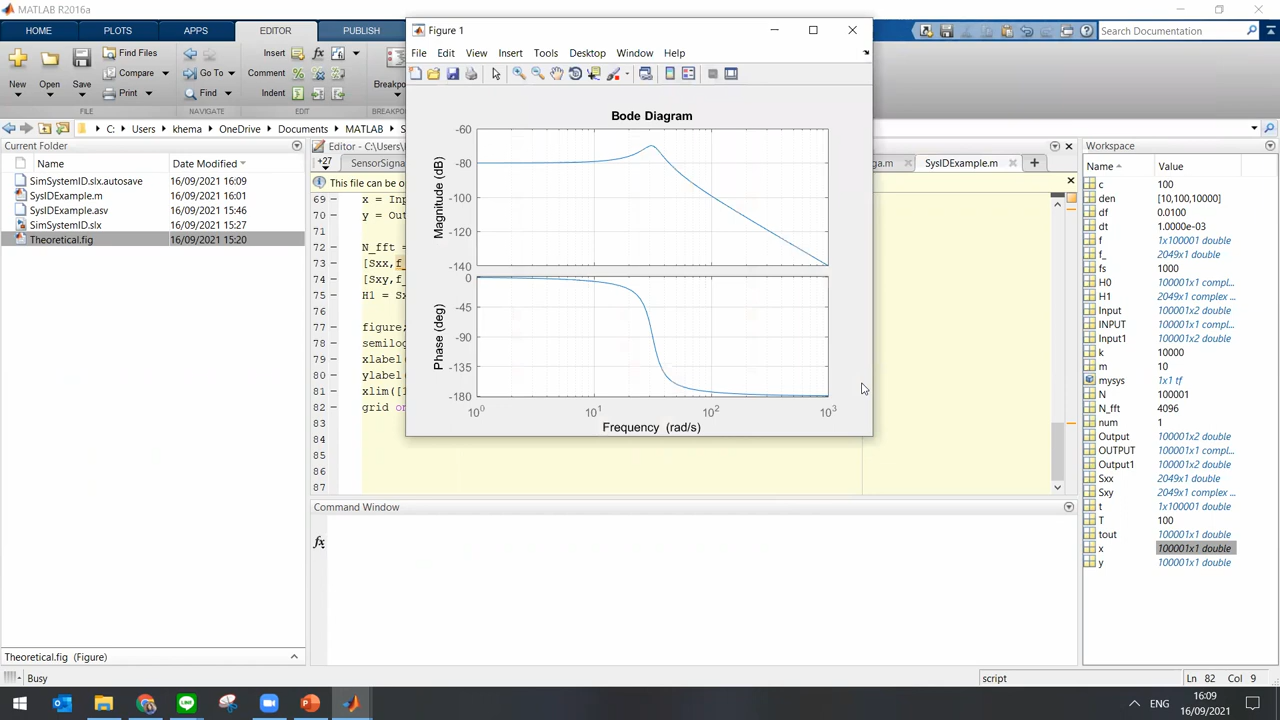 MATLAB R2016a
HOME
PLOTS
APPS
EDITOR
PUBLISH
Search Documentation
New
Open
Save
Find Files
Compare
Print
Insert
Comment
Indent
Go To
Find
Breakpo
FILE
NAVIGATE
EDIT
BREAKPO
C: Users khema OneDrive Documents MATLAB S
Current Folder
Name
Date Modified
SimSystemID.slx.autosave 16/09/2021 16:09
SysIDExample.m 16/09/2021 16:01
SysIDExample.asv 16/09/2021 15:46
SimSystemID.slx 16/09/2021 15:27
Theoretical.fig 16/09/2021 15:20
Theoretical.fig (Figure)
Busy
Editor - C:\Users\
+27
SensorSigna
ga.m
SysIDExample.m
This file can be o
69 x = Inp
70 y = Out
71
72 N_fft =
73 [Sxx,f_
74 [Sxy,f_
75 H1 = Sx
76
77 figure;
78 semilog
79 xlabel(
80 ylabel(
81 xlim([1
82 grid on
83
84
85
86
87
Figure 1
File Edit View Insert Tools Desktop Window Help
Bode Diagram
Magnitude (dB)
-60
-80
-100
-120
-140
Phase (deg)
0
-45
-90
-135
-180
10^0
10^1
10^2
10^3
Frequency (rad/s)
Command Window
fx
Workspace
Name
Value
c 100
den [10,100,10000]
df 0.0100
dt 1.0000e-03
f 1x100001 double
f_ 2049x1 double
fs 1000
H0 100001x1 compl...
H1 2049x1 complex ...
Input 100001x2 double
INPUT 100001x1 compl...
Input1 100001x2 double
k 10000
m 10
mysys 1x1 tf
N 100001
N_fft 4096
num 1
Output 100001x2 double
OUTPUT 100001x1 compl...
Output1 100001x2 double
Sxx 2049x1 double
Sxy 2049x1 complex ...
t 1x100001 double
T 100
tout 100001x1 double
x 100001x1 double
y 100001x1 double
script
Ln 82 Col 9
ENG
16:09
16/09/2021